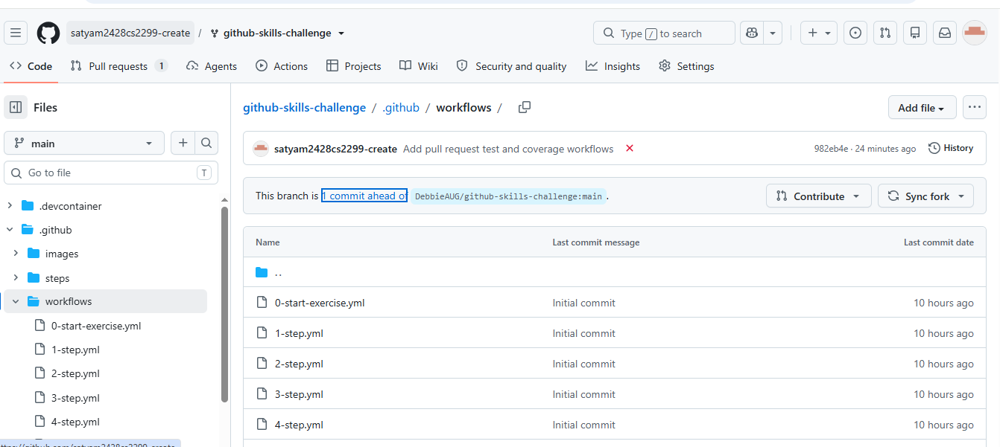 satyam2428cs2299-create / github-skills-challenge
Type / to search
Code Pull requests 1 Agents Actions Projects Wiki Security and quality Insights Settings
Files
main
Go to file T
.devcontainer
.github
images
steps
workflows
0-start-exercise.yml
1-step.yml
2-step.yml
3-step.yml
4-step.yml
github-skills-challenge / .github / workflows /
Add file
satyam2428cs2299-create Add pull request test and coverage workflows 982eb4e · 24 minutes ago History
This branch is 1 commit ahead of DebbieAUG/github-skills-challenge:main .
Contribute Sync fork
Name Last commit message Last commit date
..
0-start-exercise.yml Initial commit 10 hours ago
1-step.yml Initial commit 10 hours ago
2-step.yml Initial commit 10 hours ago
3-step.yml Initial commit 10 hours ago
4-step.yml Initial commit 10 hours ago